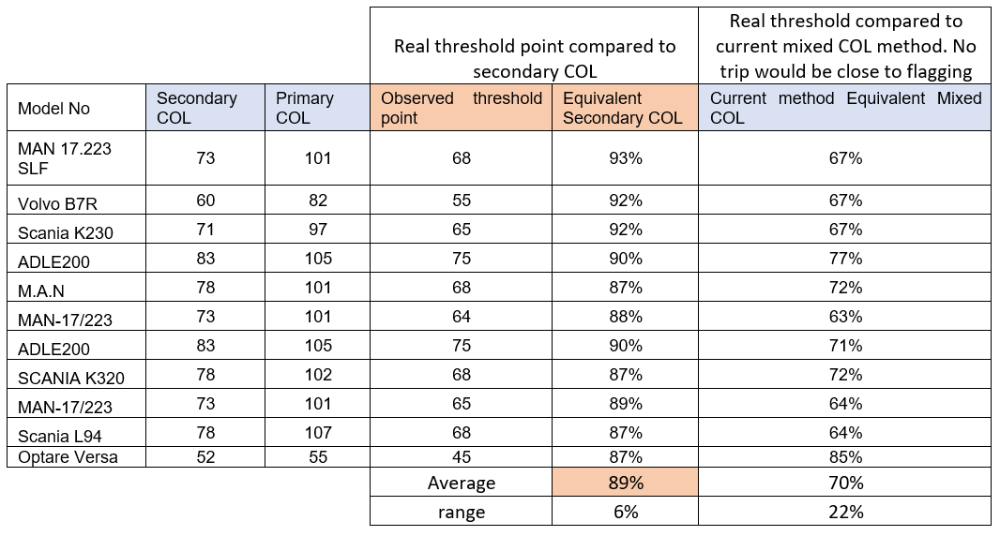 Real threshold point compared to secondary COL
Real threshold compared to current mixed COL method. No trip would be close to flagging
Model No Secondary COL Primary COL Observed threshold point Equivalent Secondary COL Current method Equivalent Mixed COL
MAN 17.223 SLF 73 101 68 93% 67%
Volvo B7R 60 82 55 92% 67%
Scania K230 71 97 65 92% 67%
ADLE200 83 105 75 90% 77%
M.A.N 78 101 68 87% 72%
MAN-17/223 73 101 64 88% 63%
ADLE200 83 105 75 90% 71%
SCANIA K320 78 102 68 87% 72%
MAN-17/223 73 101 65 89% 64%
Scania L94 78 107 68 87% 64%
Optare Versa 52 55 45 87% 85%
Average 89% 70%
range 6% 22%